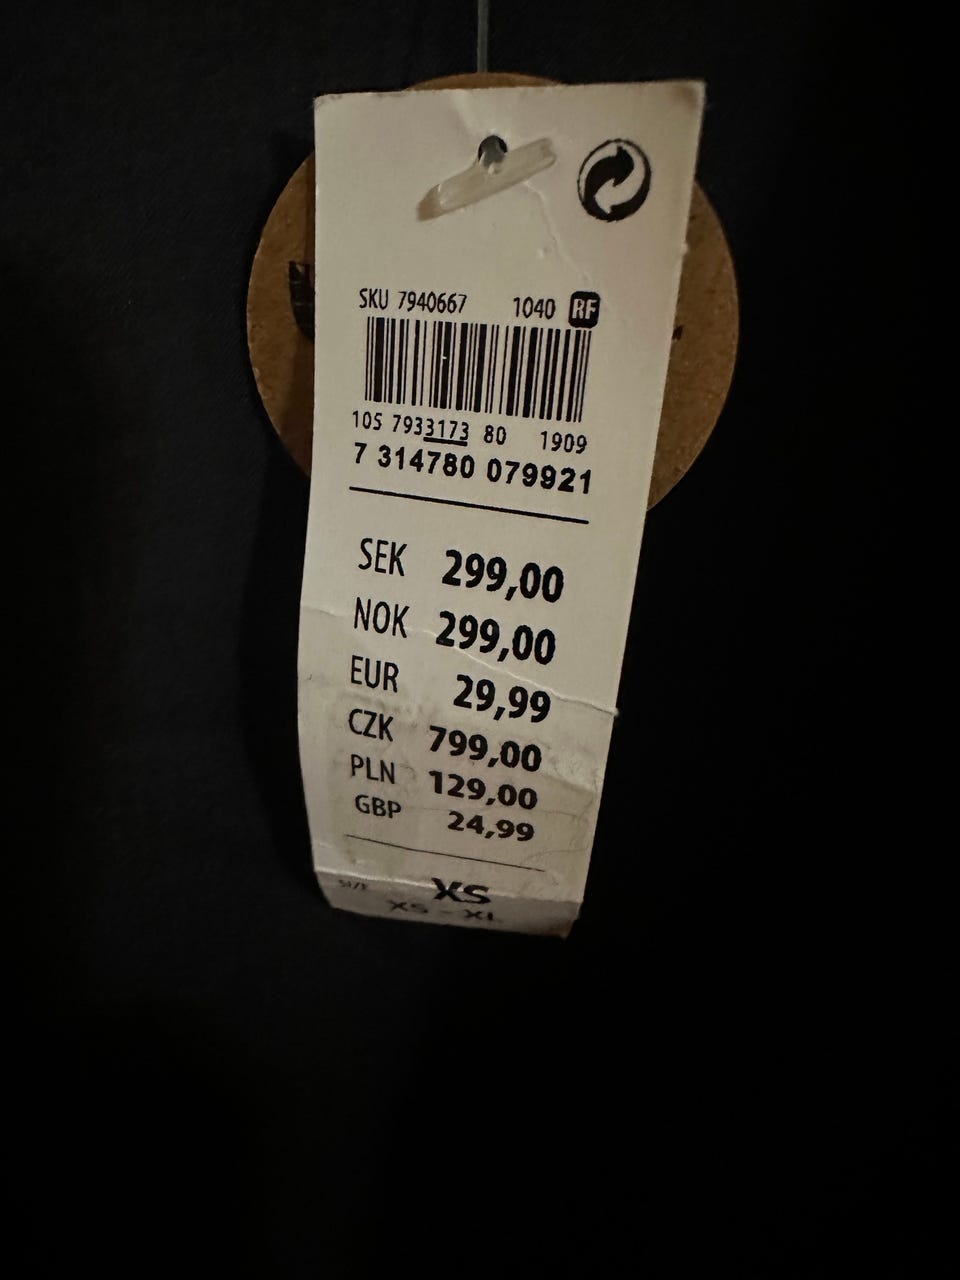 SKU 7940667 1040 RF
105 7933173 80 1909
7 314780 079921
SEK 299,00
NOK 299,00
EUR 29,99
CZK 799,00
PLN 129,00
GBP 24,99
SIZE XS
XS - XL